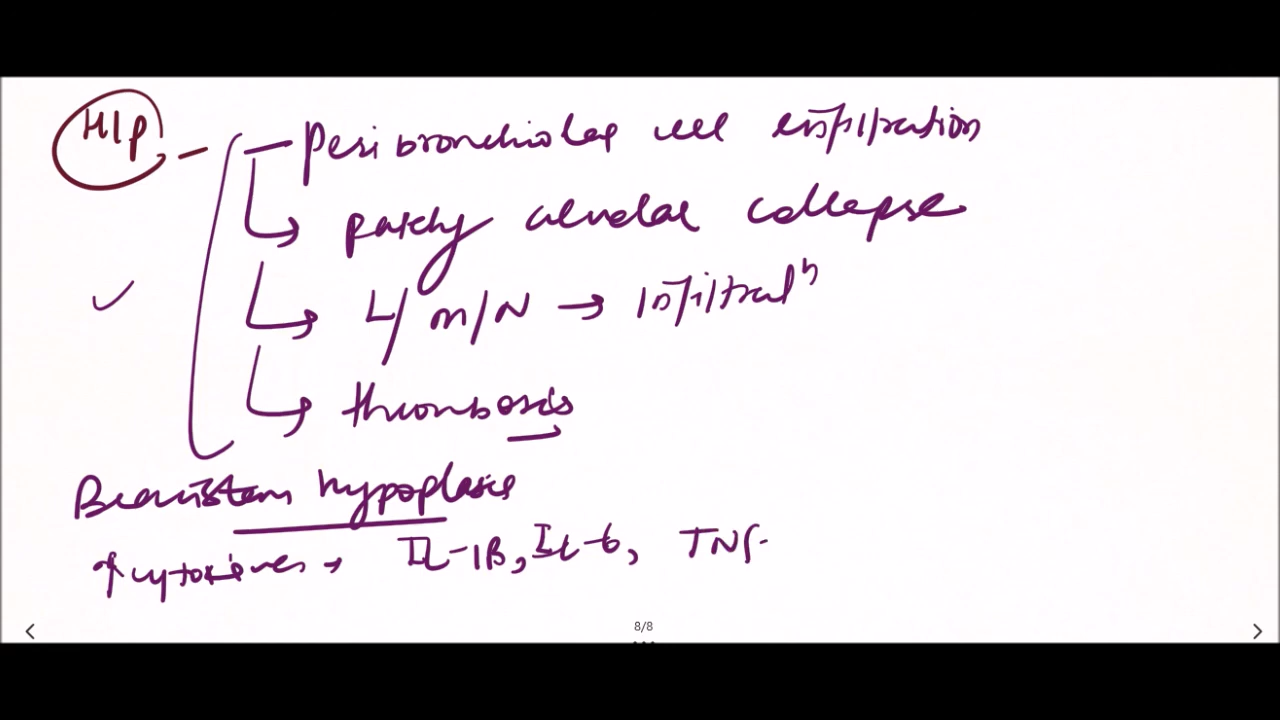 H/p - Peribronchiolar cell infiltration
patchy alveolar collapse
L/m/N → Infiltratn
thrombosis
Brainstem hypoplasia
↑cytokines → IL-1B, IL-6, TNF-
8/8